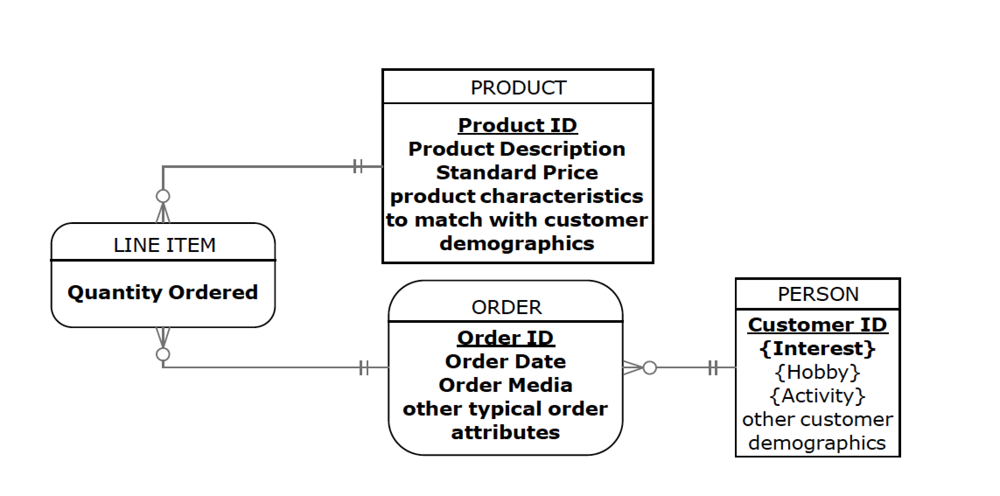 PRODUCT
Product ID
Product Description
Standard Price
product characteristics
to match with customer
demographics
LINE ITEM
Quantity Ordered
ORDER
Order ID
Order Date
Order Media
other typical order
attributes
PERSON
Customer ID
{Interest}
{Hobby}
{Activity}
other customer
demographics